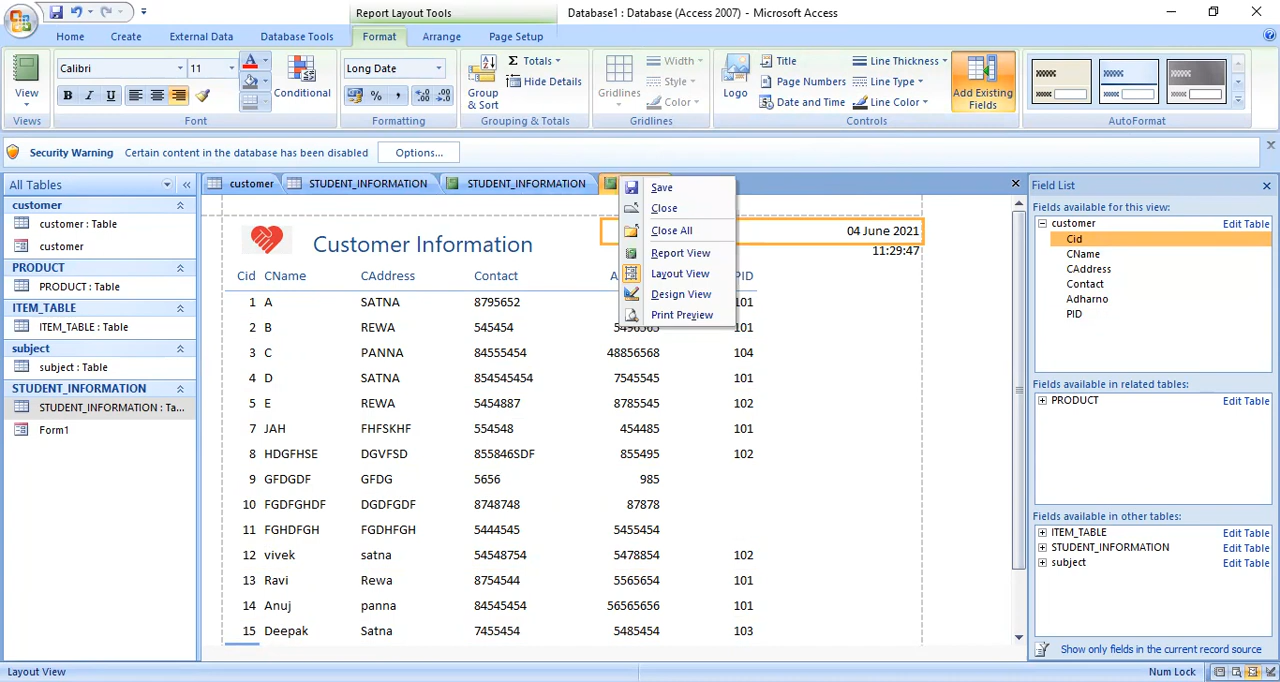 Report Layout Tools
Database1 : Database (Access 2007) - Microsoft Access
Home Create External Data Database Tools Format Arrange Page Setup
View
Views
Calibri 11
B I U A
Conditional
Font
Long Date
% ,
Formatting
Group & Sort
Σ Totals
Hide Details
Grouping & Totals
Gridlines
Width
Style
Color
Gridlines
Logo
Title
Page Numbers
Date and Time
Line Thickness
Line Type
Line Color
Controls
Add Existing Fields
AutoFormat
Security Warning Certain content in the database has been disabled Options...
All Tables
customer
customer : Table
customer
PRODUCT
PRODUCT : Table
ITEM_TABLE
ITEM_TABLE : Table
subject
subject : Table
STUDENT_INFORMATION
STUDENT_INFORMATION : Ta...
Form1
customer STUDENT_INFORMATION STUDENT_INFORMATION
Customer Information
04 June 2021
11:29:47
Cid CName CAddress Contact PID
1 A SATNA 8795652 101
2 B REWA 545454 101
3 C PANNA 84555454 48856568 104
4 D SATNA 854545454 7545545 101
5 E REWA 5454887 8785545 102
7 JAH FHFSKHF 554548 454485 101
8 HDGFHSE DGVFSD 855846SDF 855495 102
9 GFDGDF GFDG 5656 985
10 FGDFGHDF DGDFGDF 8748748 87878
11 FGHDFGH FGDHFGH 5444545 5455454
12 vivek satna 54548754 5478854 102
13 Ravi Rewa 8754544 5565654 101
14 Anuj panna 84545454 56565656 101
15 Deepak Satna 7455454 5485454 103
Save
Close
Close All
Report View
Layout View
Design View
Print Preview
Field List
Fields available for this view:
customer Edit Table
Cid
CName
CAddress
Contact
Adharno
PID
Fields available in related tables:
PRODUCT Edit Table
Fields available in other tables:
ITEM_TABLE Edit Table
STUDENT_INFORMATION Edit Table
subject Edit Table
Show only fields in the current record source
Layout View
Num Lock